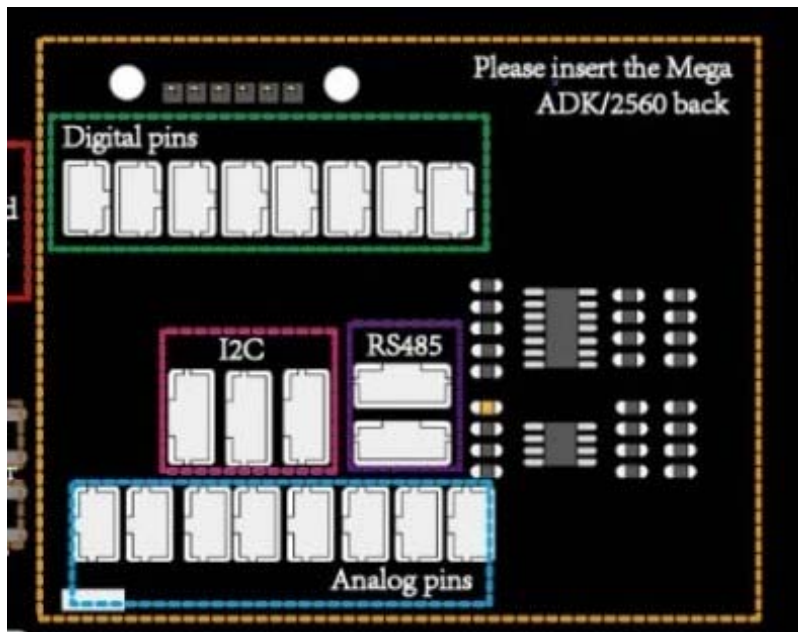 Please insert the Mega
ADK/2560 back
Digital pins
I2C
RS485
Analog pins